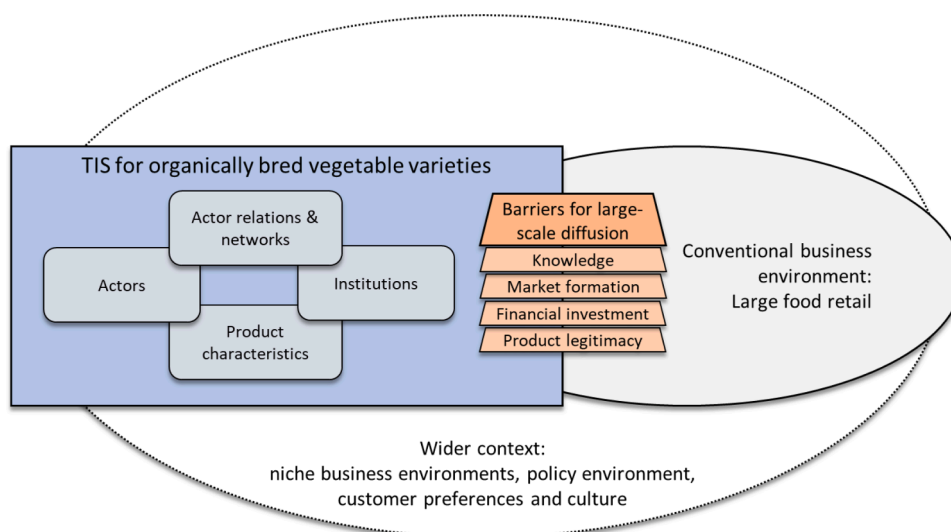 TIS for organically bred vegetable varieties
Actor relations &
networks
Actors
Institutions
Product
characteristics
Barriers for large-
scale diffusion
Knowledge
Market formation
Financial investment
Product legitimacy
Conventional business
environment:
Large food retail
Wider context:
niche business environments, policy environment,
customer preferences and culture